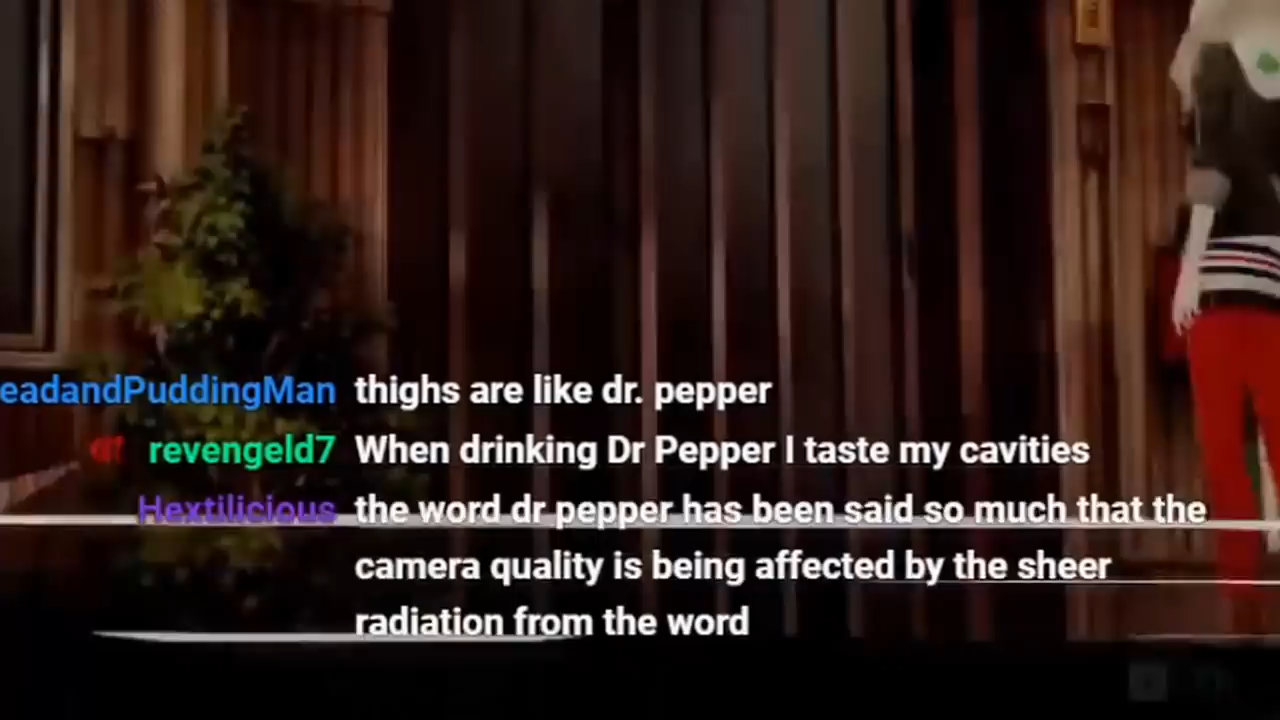 eadandPuddingMan thighs are like dr. pepper
revengeld7 When drinking Dr Pepper I taste my cavities
Hextilicious the word dr pepper has been said so much that the
camera quality is being affected by the sheer
radiation from the word